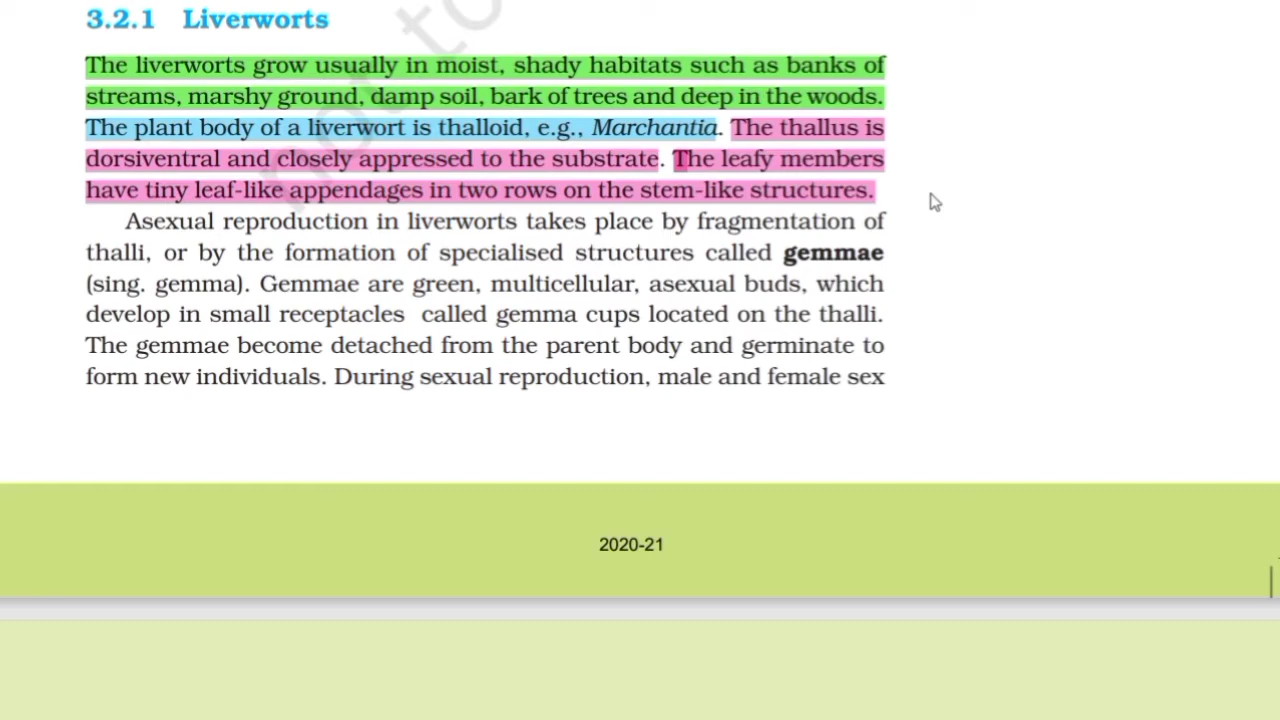 3.2.1 Liverworts
not to
The liverworts grow usually in moist, shady habitats such as banks of
streams, marshy ground, damp soil, bark of trees and deep in the woods.
The plant body of a liverwort is thalloid, e.g., Marchantia. The thallus is
dorsiventral and closely appressed to the substrate. The leafy members
have tiny leaf-like appendages in two rows on the stem-like structures.
Asexual reproduction in liverworts takes place by fragmentation of
thalli, or by the formation of specialised structures called gemmae
(sing. gemma). Gemmae are green, multicellular, asexual buds, which
develop in small receptacles called gemma cups located on the thalli.
The gemmae become detached from the parent body and germinate to
form new individuals. During sexual reproduction, male and female sex
2020-21